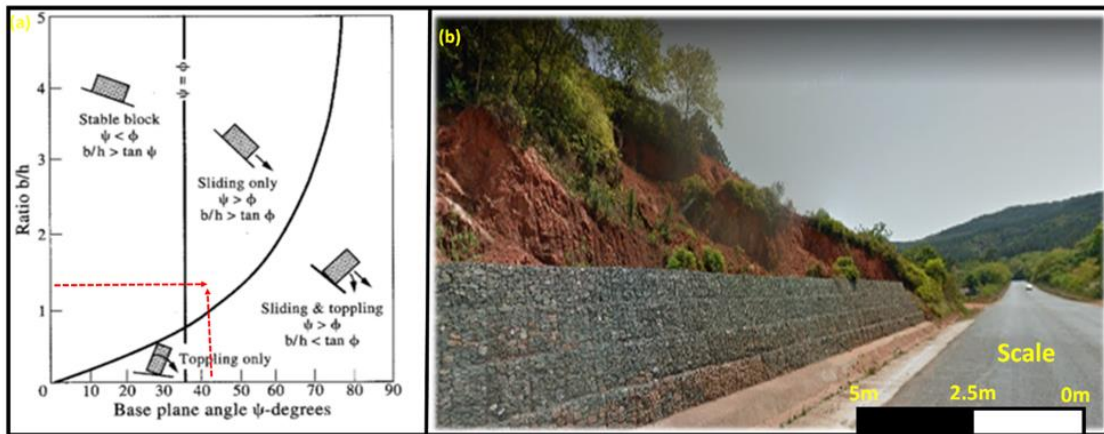 (a)
5
4
3
2
1
0
Ratio b/h
Stable block
ψ < ϕ
b/h > tan ψ
ψ = ϕ
Sliding only
ψ > ϕ
b/h > tan ϕ
Sliding & toppling
ψ > ϕ
b/h < tan ϕ
Toppling only
10 20 30 40 50 60 70 80 90
Base plane angle ψ-degrees
(b)
Scale
5m 2.5m 0m